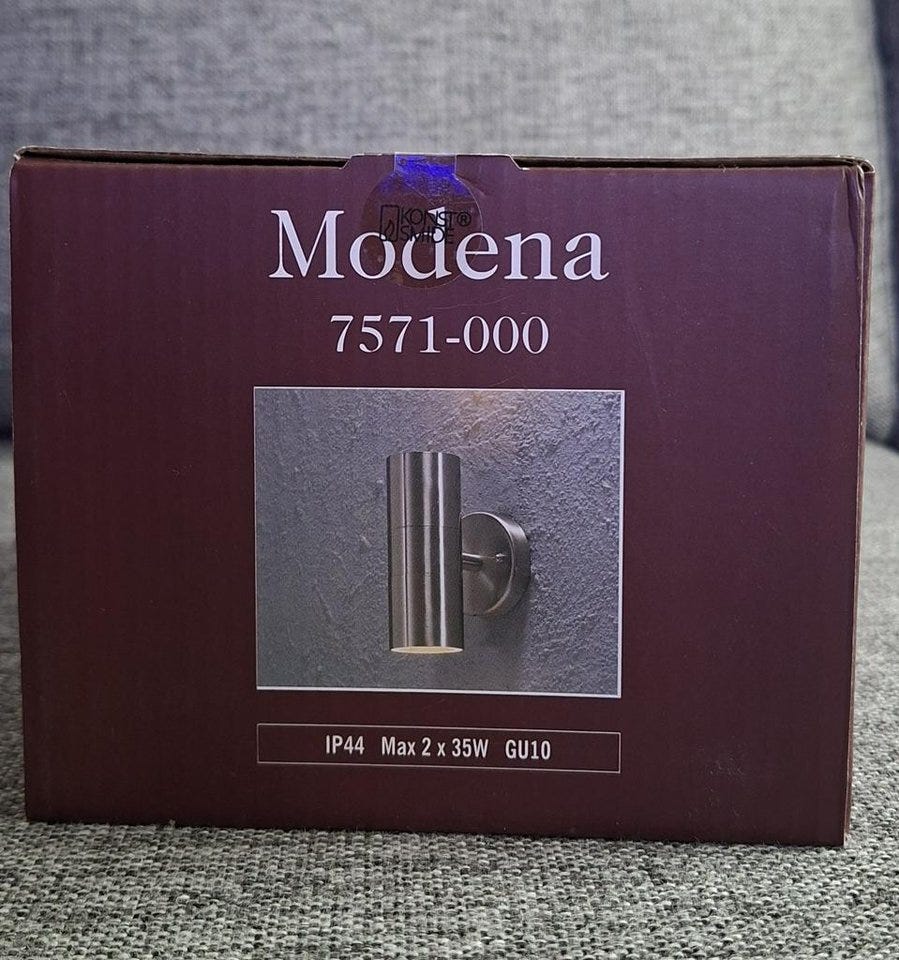 KONST®
SMIDE
Modena
7571-000
IP44 Max 2 x 35W GU10